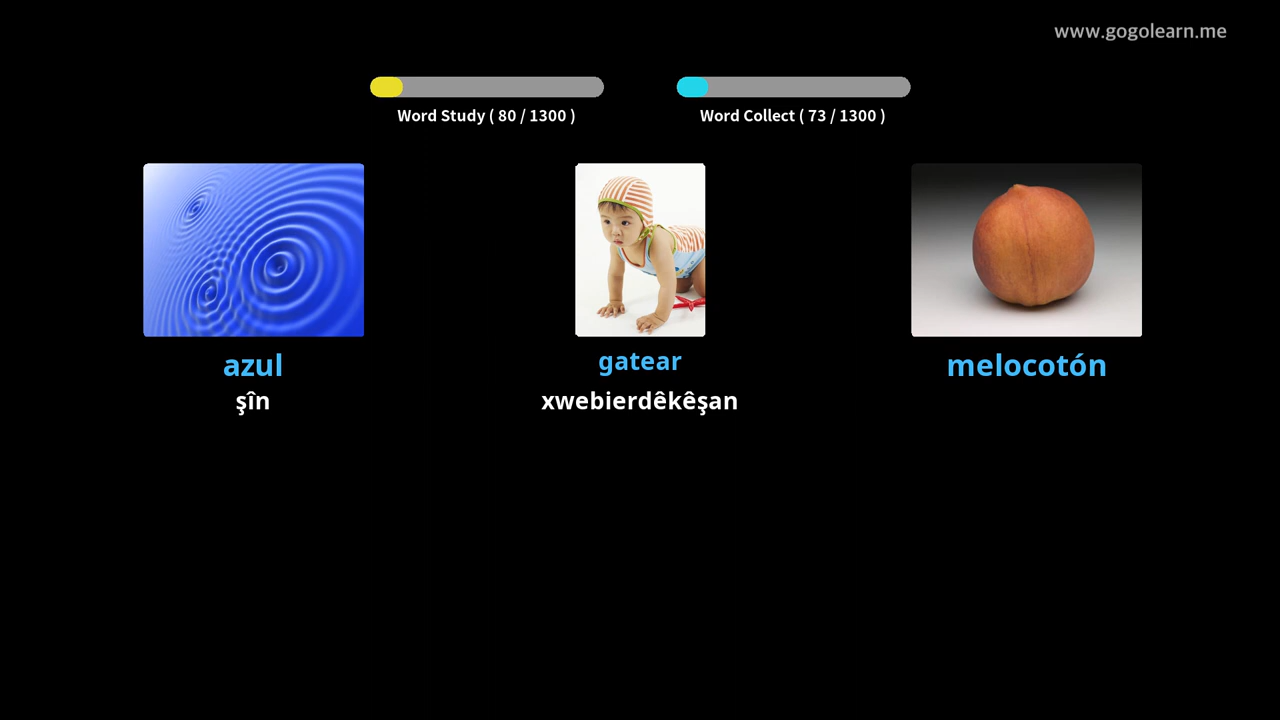 www.gogolearn.me
Word Study ( 80 / 1300 )
Word Collect ( 73 / 1300 )
azul
şîn
gatear
xwebierdêkêşan
melocotón